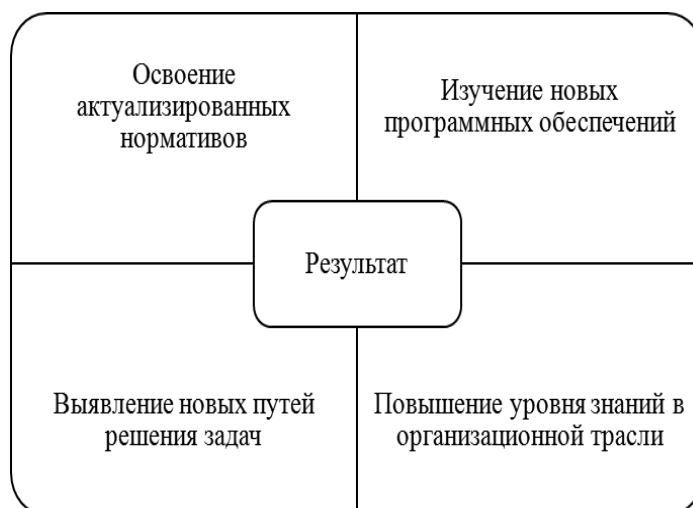 Освоение
актуализированных
нормативов
Изучение новых
программных обеспечений
Результат
Выявление новых путей
решения задач
Повышение уровня знаний в
организационной трасли